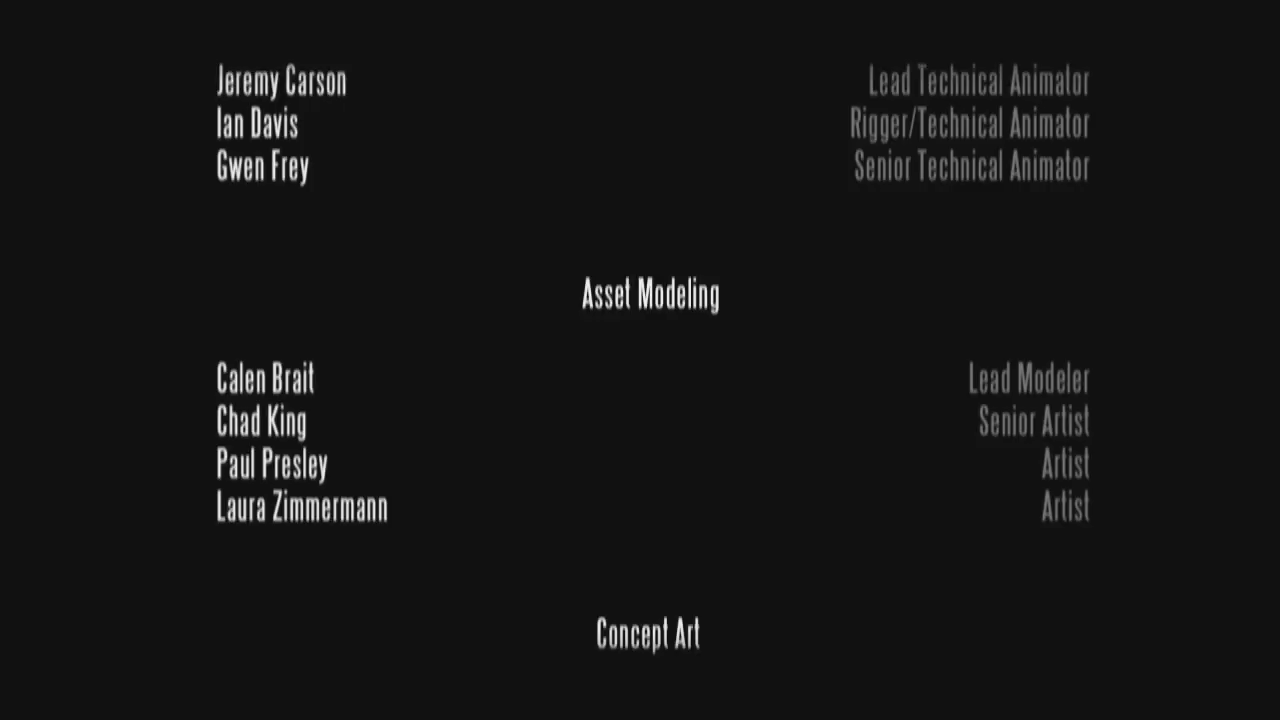 Jeremy Carson Lead Technical Animator
Ian Davis Rigger/Technical Animator
Gwen Frey Senior Technical Animator
Asset Modeling
Calen Brait Lead Modeler
Chad King Senior Artist
Paul Presley Artist
Laura Zimmermann Artist
Concept Art